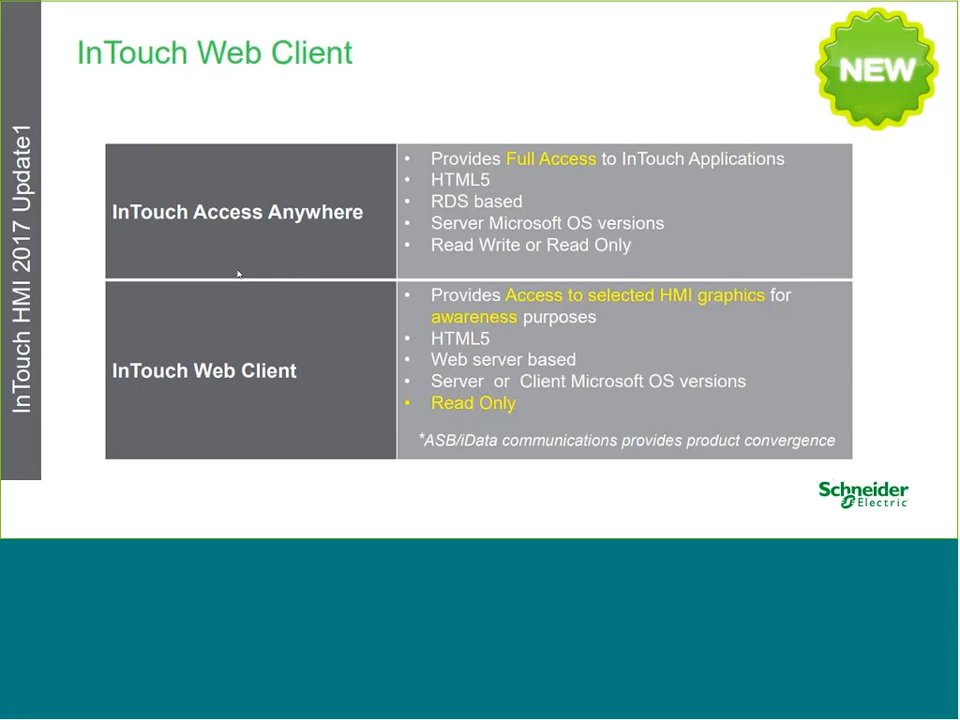 InTouch Web Client
NEW
InTouch HMI 2017 Update1
InTouch Access Anywhere
• Provides Full Access to InTouch Applications
• HTML5
• RDS based
• Server Microsoft OS versions
• Read Write or Read Only
InTouch Web Client
• Provides Access to selected HMI graphics for
awareness purposes
• HTML5
• Web server based
• Server or Client Microsoft OS versions
• Read Only
*ASB/iData communications provides product convergence
Schneider
Electric